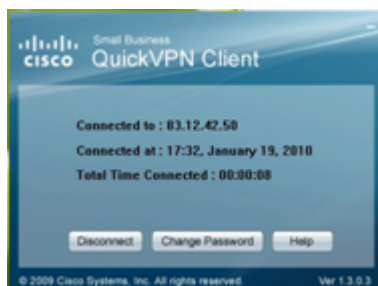 Small Business
CISCO QuickVPN Client
Connected to : 83.12.42.50
Connected at : 17:32, January 19, 2010
Total Time Connected : 00:00:08
Disconnect Change Password Help
© 2009 Cisco Systems, Inc. All rights reserved. Ver 1.3.0.3